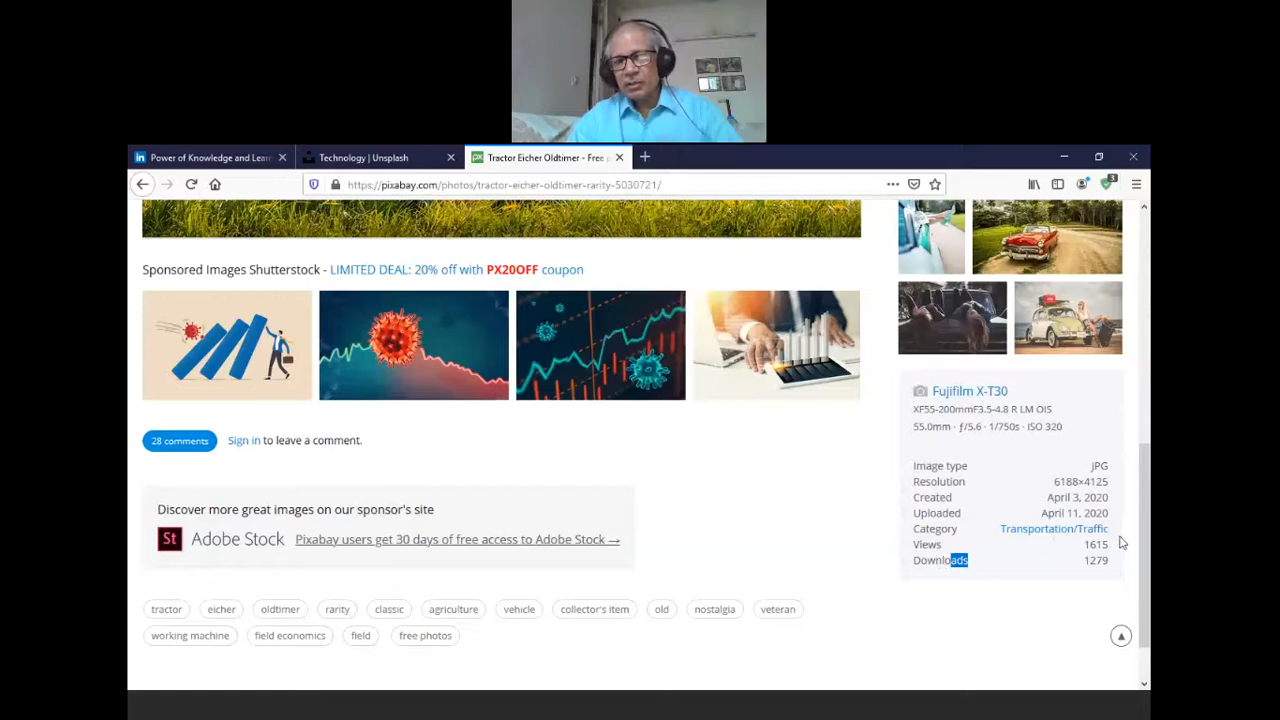 Power of Knowledge and Lear
Technology | Unsplash
px
Tractor Eicher Oldtimer - Free p
https://pixabay.com/photos/tractor-eicher-oldtimer-rarity-5030721/
3
Sponsored Images Shutterstock - LIMITED DEAL: 20% off with PX20OFF coupon
28 comments
Sign in to leave a comment.
Discover more great images on our sponsor's site
St
Adobe Stock
Pixabay users get 30 days of free access to Adobe Stock →
tractor
eicher
oldtimer
rarity
classic
agriculture
vehicle
collector's item
old
nostalgia
veteran
working machine
field economics
field
free photos
Fujifilm X-T30
XF55-200mmF3.5-4.8 R LM OIS
55.0mm · ƒ/5.6 · 1/750s · ISO 320
Image type JPG
Resolution 6188×4125
Created April 3, 2020
Uploaded April 11, 2020
Category Transportation/Traffic
Views 1615
Downloads 1279